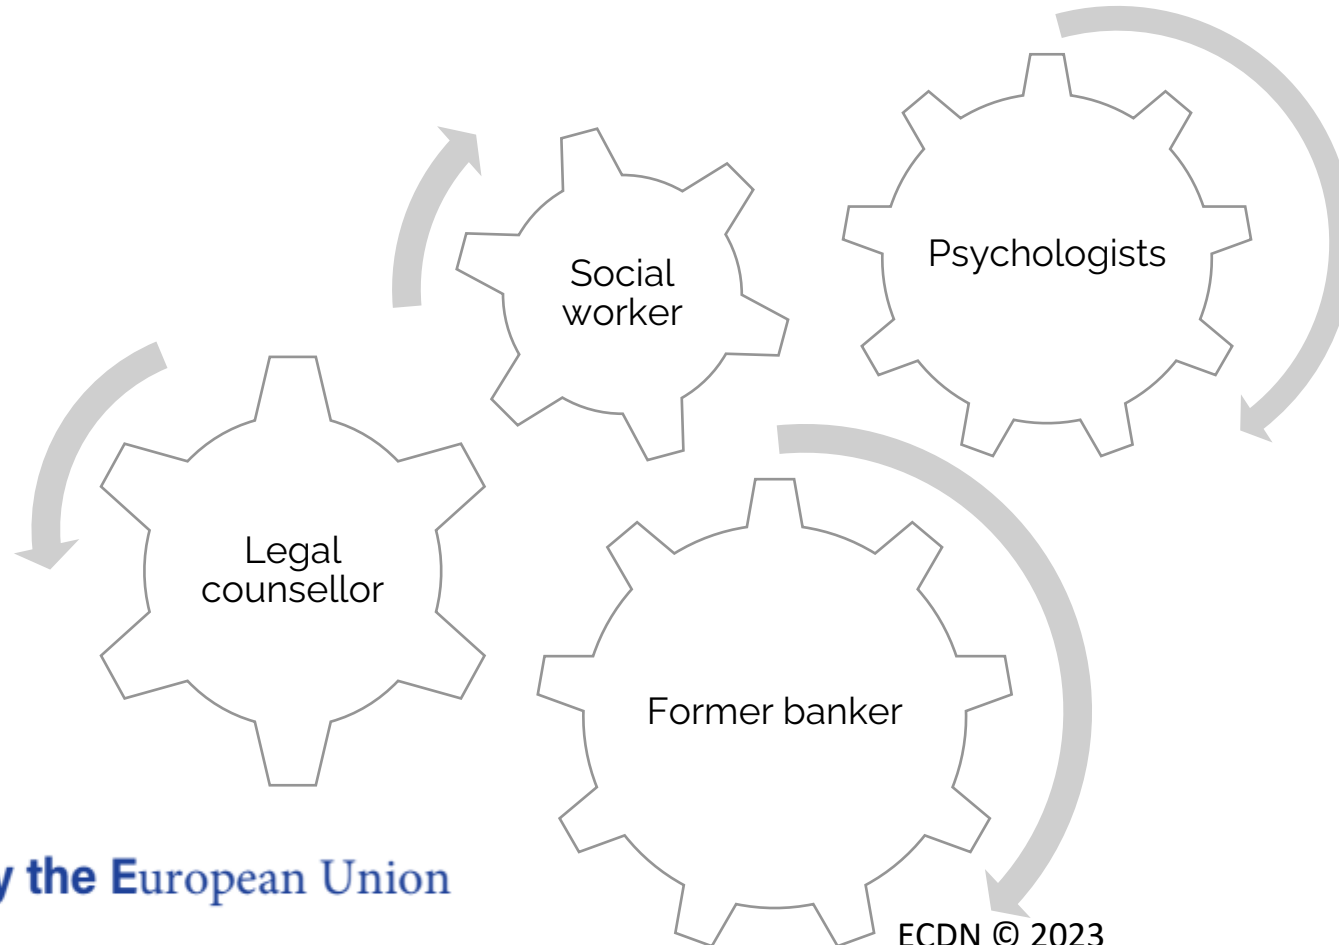 Psychologists
Social
worker
Legal
counsellor
Former banker
y the European Union
ECDN © 2023